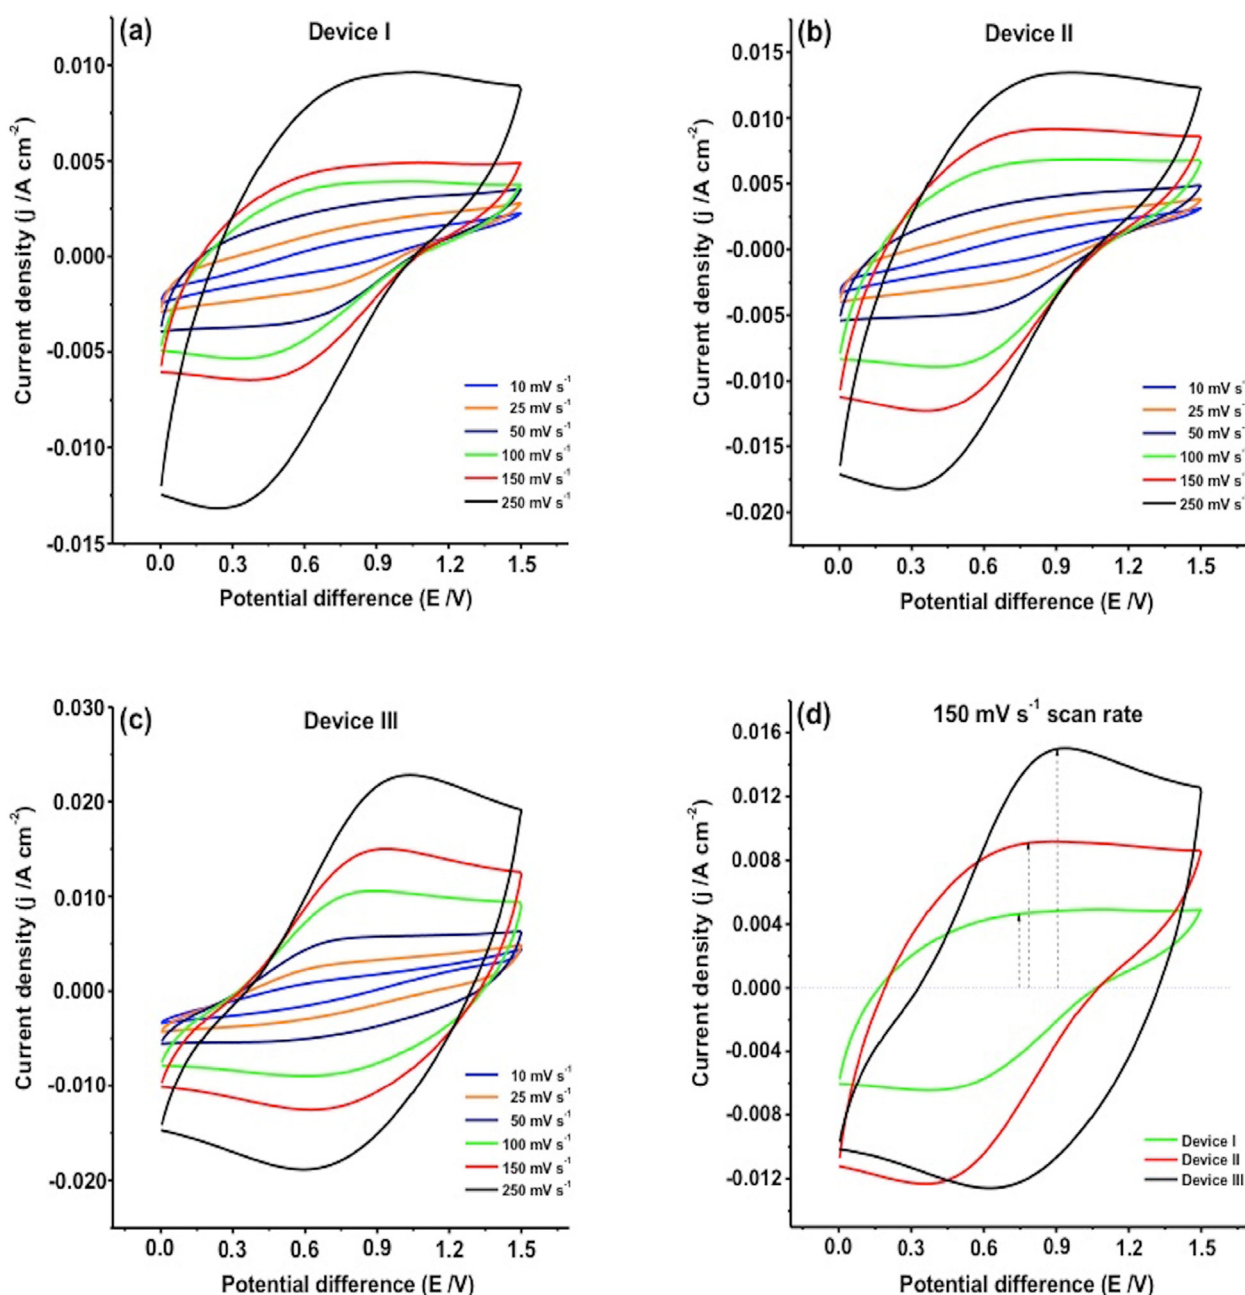 (a)
Device I
0.010
0.005
0.000
-0.005
-0.010
-0.015
Current density (j /A cm⁻²)
10 mV s⁻¹
25 mV s⁻¹
50 mV s⁻¹
100 mV s⁻¹
150 mV s⁻¹
250 mV s⁻¹
0.0 0.3 0.6 0.9 1.2 1.5
Potential difference (E /V)
(b)
Device II
0.015
0.010
0.005
-0.000
-0.005
-0.010
-0.015
-0.020
Current density (j /A cm⁻²)
10 mV s⁻¹
25 mV s⁻¹
50 mV s⁻¹
100 mV s⁻¹
150 mV s⁻¹
250 mV s⁻¹
0.0 0.3 0.6 0.9 1.2 1.5
Potential difference (E /V)
(c)
Device III
0.030
0.020
0.010
0.000
-0.010
-0.020
Current density (j /A cm⁻²)
10 mV s⁻¹
25 mV s⁻¹
50 mV s⁻¹
100 mV s⁻¹
150 mV s⁻¹
250 mV s⁻¹
0.0 0.3 0.6 0.9 1.2 1.5
Potential difference (E /V)
(d)
150 mV s⁻¹ scan rate
0.016
0.012
0.008
0.004
0.000
-0.004
-0.008
-0.012
Current density (j /A cm⁻²)
Device I
Device II
Device III
0.0 0.3 0.6 0.9 1.2 1.5
Potential difference (E /V)